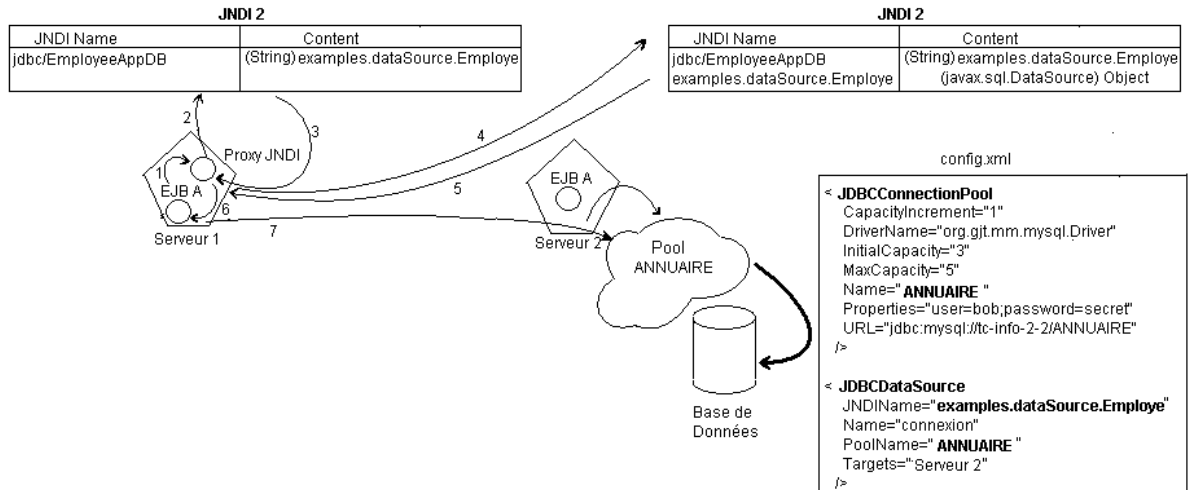 JNDI 2
JNDI Name Content
jdbc/EmployeeAppDB (String) examples.dataSource.Employe
JNDI 2
JNDI Name Content
jdbc/EmployeeAppDB (String) examples.dataSource.Employe
examples.dataSource.Employe (javax.sql.DataSource) Object
2
3
4
5
Proxy JNDI
1
EJB A
6
7
Serveur 1
EJB A
Serveur 2
Pool
ANNUAIRE
Base de
Données
config.xml
< JDBCConnectionPool
CapacityIncrement="1"
DriverName="org.gjt.mm.mysql.Driver"
InitialCapacity="3"
MaxCapacity="5"
Name=" ANNUAIRE "
Properties="user=bob;password=secret"
URL="jdbc:mysql://tc-info-2-2/ANNUAIRE"
/>
< JDBCDataSource
JNDIName="examples.dataSource.Employe"
Name="connexion"
PoolName=" ANNUAIRE "
Targets="Serveur 2"
/>